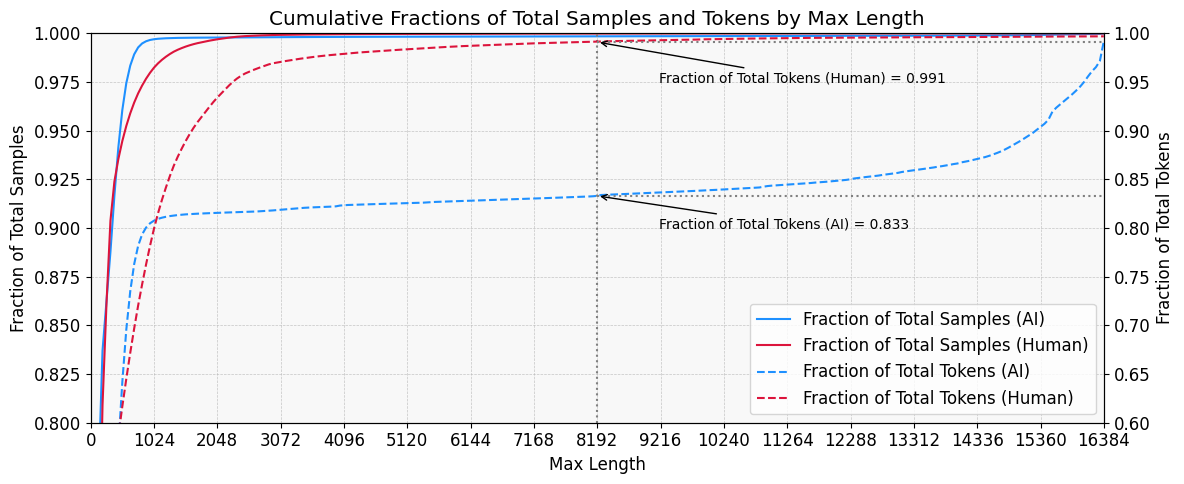 Cumulative Fractions of Total Samples and Tokens by Max Length
Fraction of Total Samples
1.000
0.975
0.950
0.925
0.900
0.875
0.850
0.825
0.800
Fraction of Total Tokens (Human) = 0.991
Fraction of Total Tokens (AI) = 0.833
Fraction of Total Samples (AI)
Fraction of Total Samples (Human)
Fraction of Total Tokens (AI)
Fraction of Total Tokens (Human)
1.00
0.95
0.90
0.85
0.80
0.75
0.70
0.65
0.60
Fraction of Total Tokens
0 1024 2048 3072 4096 5120 6144 7168 8192 9216 10240 11264 12288 13312 14336 15360 16384
Max Length